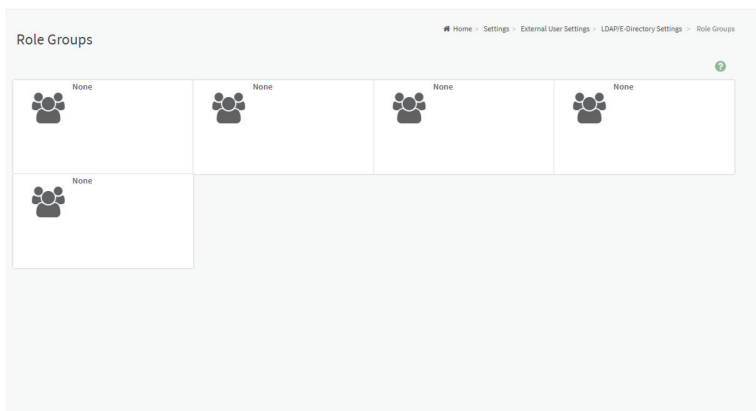 Role Groups
Home > Settings > External User Settings > LDAP/E-Directory Settings > Role Groups
?
None
None
None
None
None